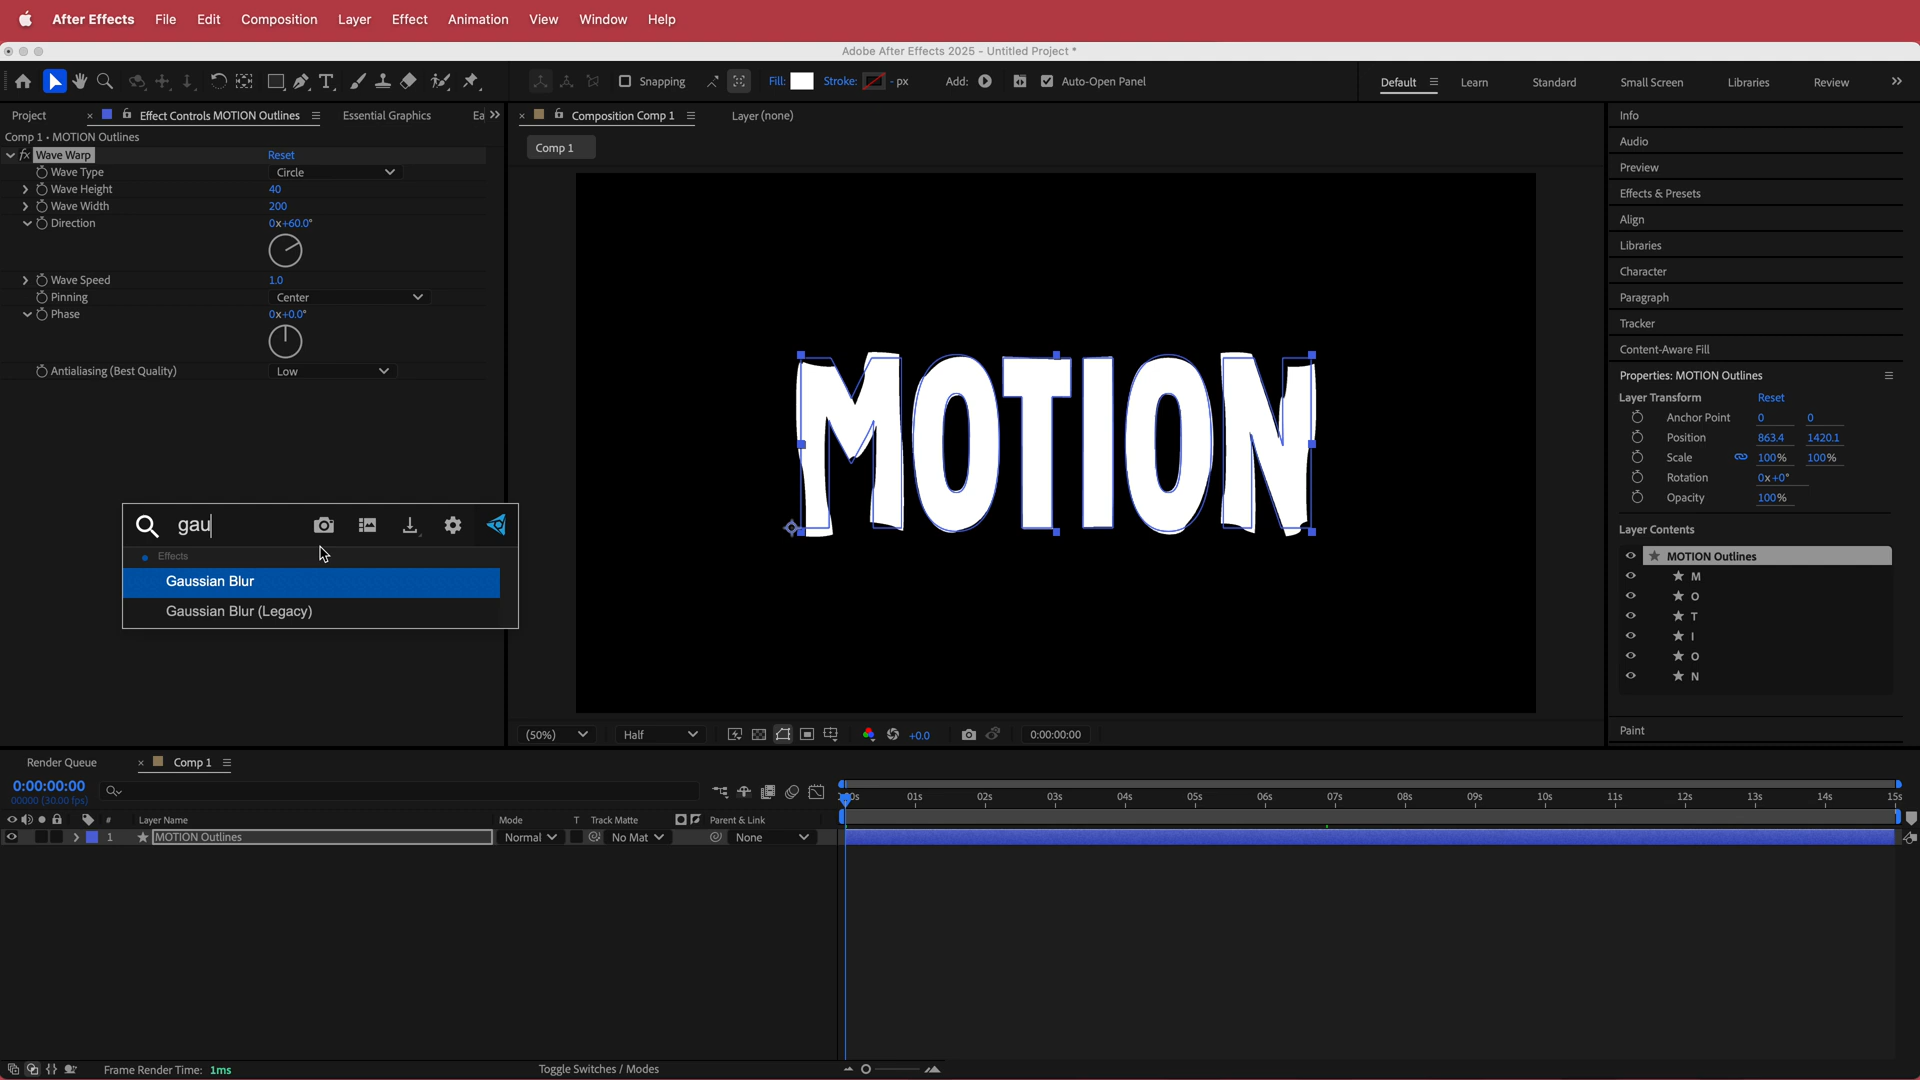 After Effects File Edit Composition Layer Effect Animation View Window Help
Adobe After Effects 2025 - Untitled Project *
Snapping Fill: Stroke: - px Add: Auto-Open Panel Default Learn Standard Small Screen Libraries Review
Project Effect Controls MOTION Outlines Essential Graphics Ea
Composition Comp 1 Layer (none)
Comp 1 • MOTION Outlines
Comp 1
fx Wave Warp Reset
Wave Type Circle
Wave Height 40
Wave Width 200
Direction 0x+60.0°
Wave Speed 1.0
Pinning Center
Phase 0x+0.0°
Antialiasing (Best Quality) Low
gau
Effects
Gaussian Blur
Gaussian Blur (Legacy)
MOTION
(50%) Half +0.0 0:00:00:00
Info
Audio
Preview
Effects & Presets
Align
Libraries
Character
Paragraph
Tracker
Content-Aware Fill
Properties: MOTION Outlines
Layer Transform Reset
Anchor Point 0 0
Position 863.4 1420.1
Scale 100% 100%
Rotation 0x+0°
Opacity 100%
Layer Contents
MOTION Outlines
M
O
T
I
O
N
Paint
Render Queue Comp 1
0:00:00:00
00000 (30.00 fps)
01s 02s 03s 04s 05s 06s 07s 08s 09s 10s 11s 12s 13s 14s 15s
# Layer Name Mode T Track Matte Parent & Link
1 MOTION Outlines Normal No Mat None
Frame Render Time: 1ms Toggle Switches / Modes